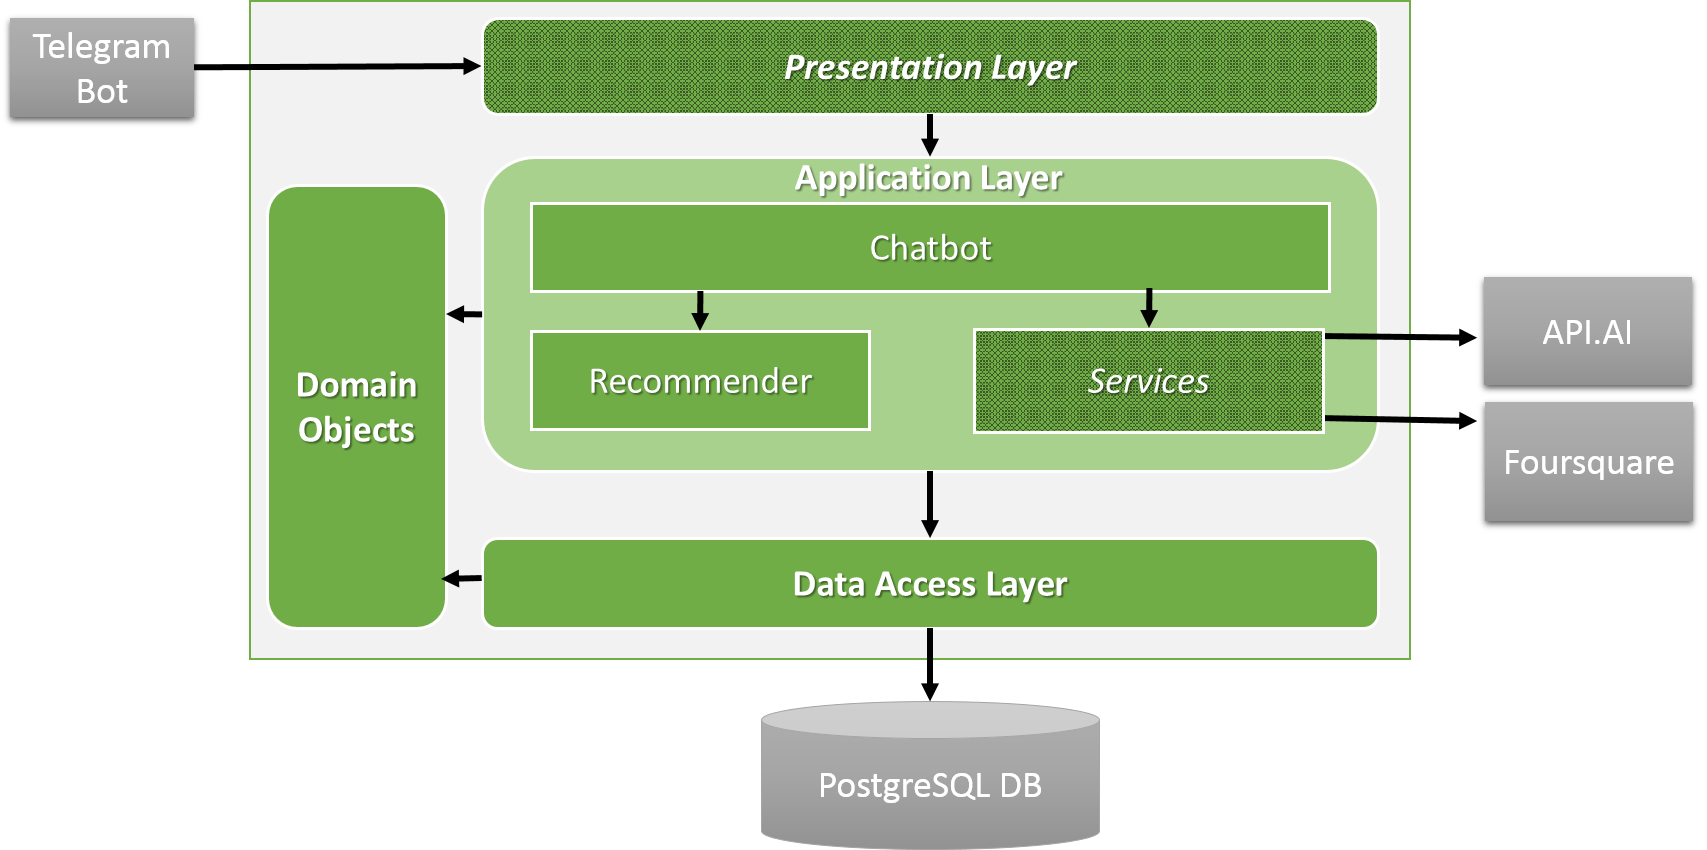 Telegram
Bot
Presentation Layer
Application Layer
Chatbot
Recommender
Services
Domain
Objects
API.AI
Foursquare
Data Access Layer
PostgreSQL DB